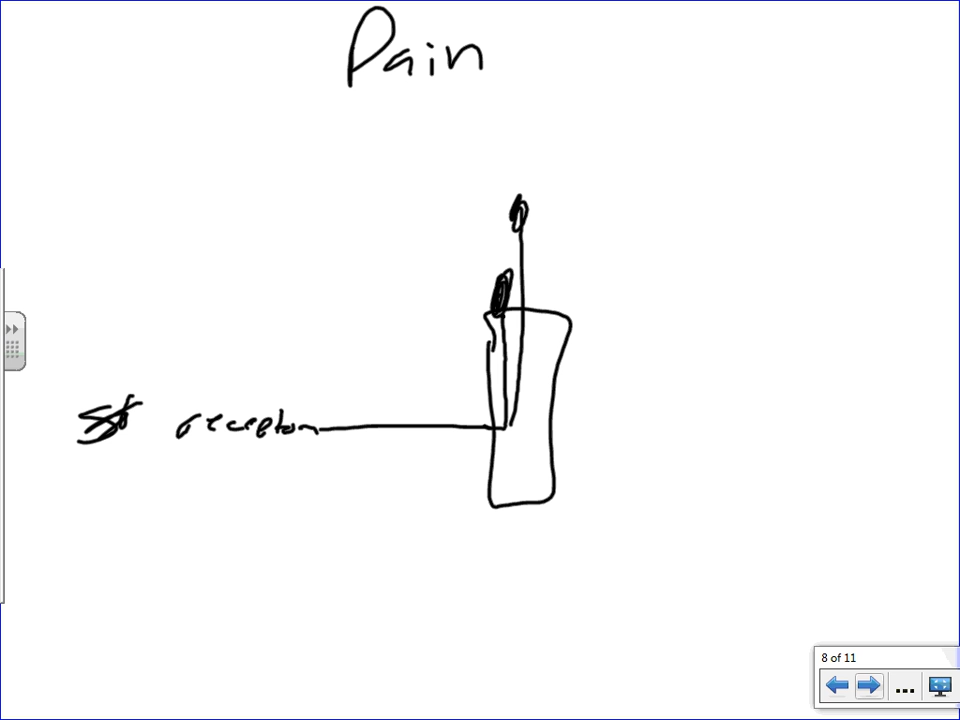 Pain
receptor
8 of 11